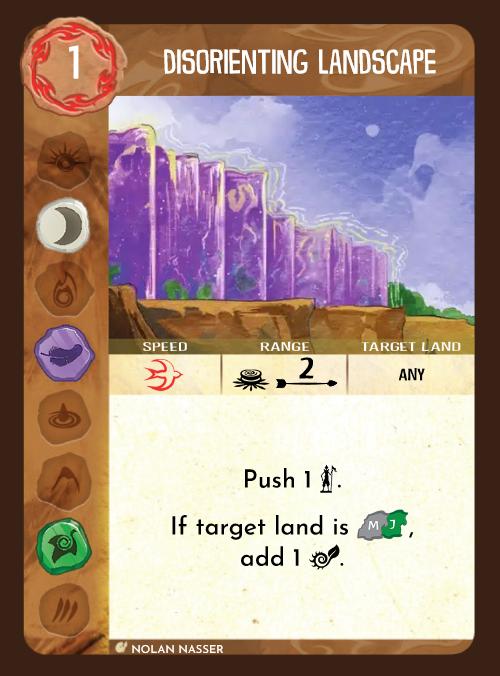 1
DISORIENTING LANDSCAPE
SPEED RANGE TARGET LAND
2 ANY
Push 1 .
If target land is M J ,
add 1 .
NOLAN NASSER